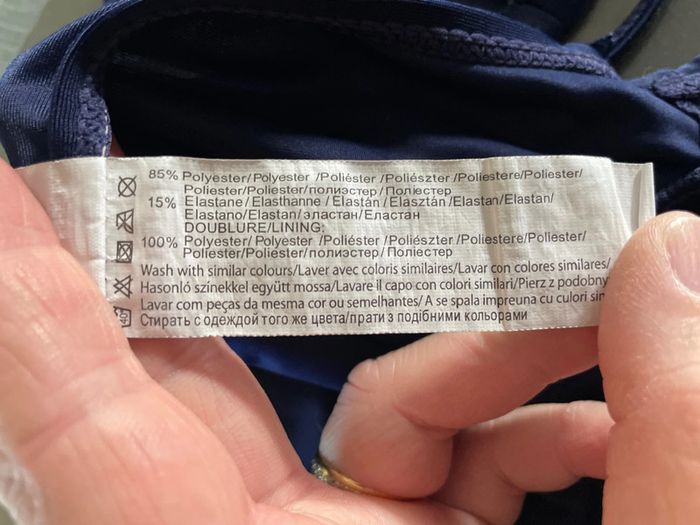 85% Polyester/Polyester /Poliéster /Poliészter /Poliestere/Poliester/
Poliester/Poliester/полиэстер /Поліестер
15% Elastane/Elasthanne /Elastán /Elasztán /Elastan/Elastan/
Elastano/Elastan/эластан/Еластан
DOUBLURE/LINING:
100% Polyester/ Polyester /Poliéster /Poliészter /Poliestere/Poliester/
Poliester/Poliester/полиэстер/ Поліестер
Wash with similar colours/Laver avec coloris similaires/Lavar con colores similares/
Hasonló színekkel együtt mossa/Lavare il capo con colori similari/Pierz z podobny
Lavar com peças da mesma cor ou semelhantes/ A se spala impreuna cu culori sim
Стирать с одеждой того же цвета/прати з подібними кольорами